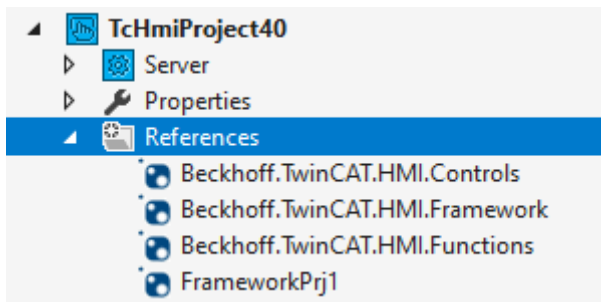 TcHmiProject40
Server
Properties
References
Beckhoff.TwinCAT.HMI.Controls
Beckhoff.TwinCAT.HMI.Framework
Beckhoff.TwinCAT.HMI.Functions
FrameworkPrj1